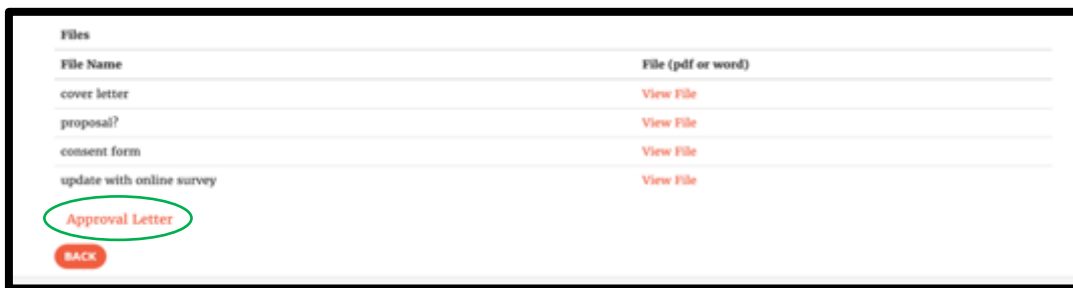 Files
File Name File (pdf or word)
cover letter View File
proposal? View File
consent form View File
update with online survey View File
Approval Letter
BACK